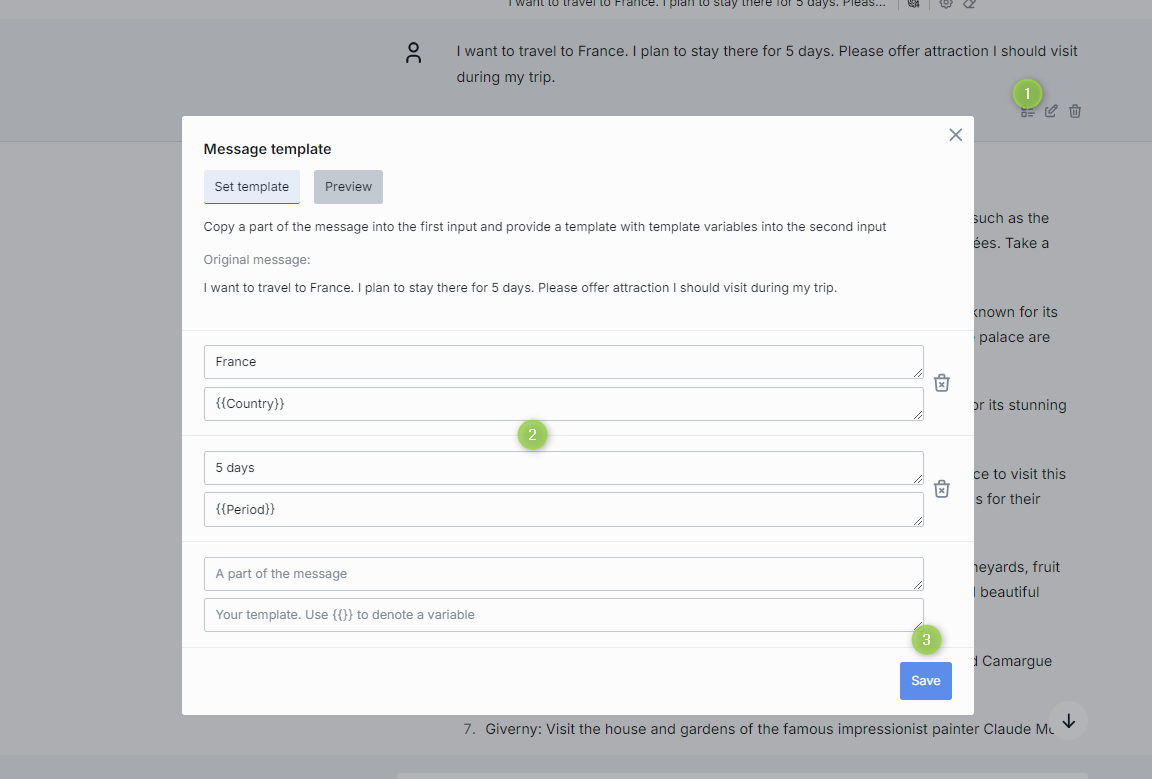 I want to travel to France. I plan to stay there for 5 days. Pleas...
I want to travel to France. I plan to stay there for 5 days. Please offer attraction I should visit
during my trip.
1
Message template
Set template Preview
Copy a part of the message into the first input and provide a template with template variables into the second input
Original message:
I want to travel to France. I plan to stay there for 5 days. Please offer attraction I should visit during my trip.
such as the
Take a
France
known for its
palace are
{{Country}}
its stunning
2
5 days
to visit this
for their
{{Period}}
A part of the message
fruit
beautiful
Your template. Use {{}} to denote a variable
3
Camargue
Save
7. Giverny: Visit the house and gardens of the famous impressionist painter Claude